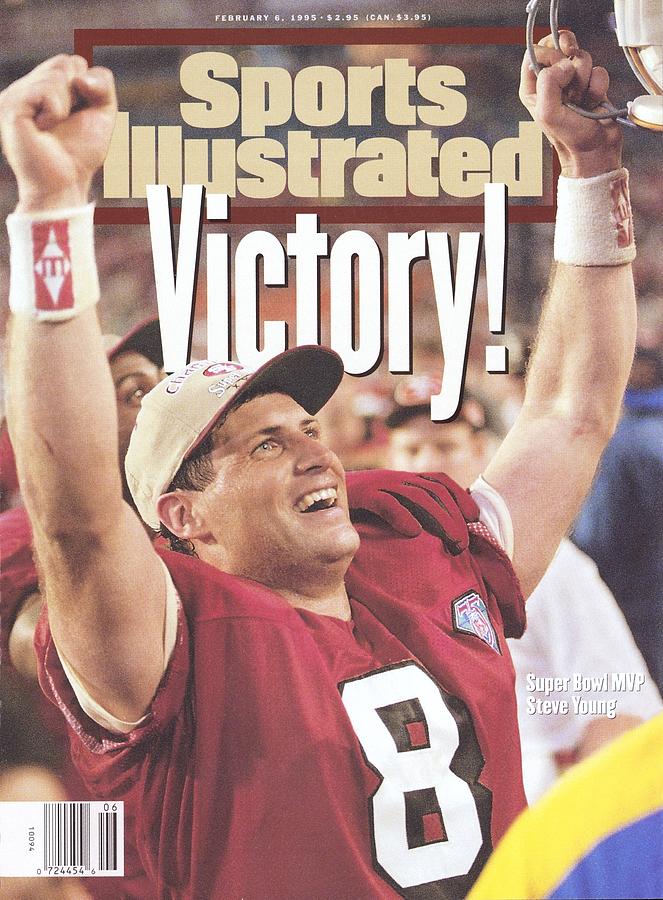 FEBRUARY 6, 1995 • $2.95 (CAN. $3.95)
Sports
Illustrated
Victory!
Super Bowl MVP
Steve Young
8
06
10094
0 724454 6